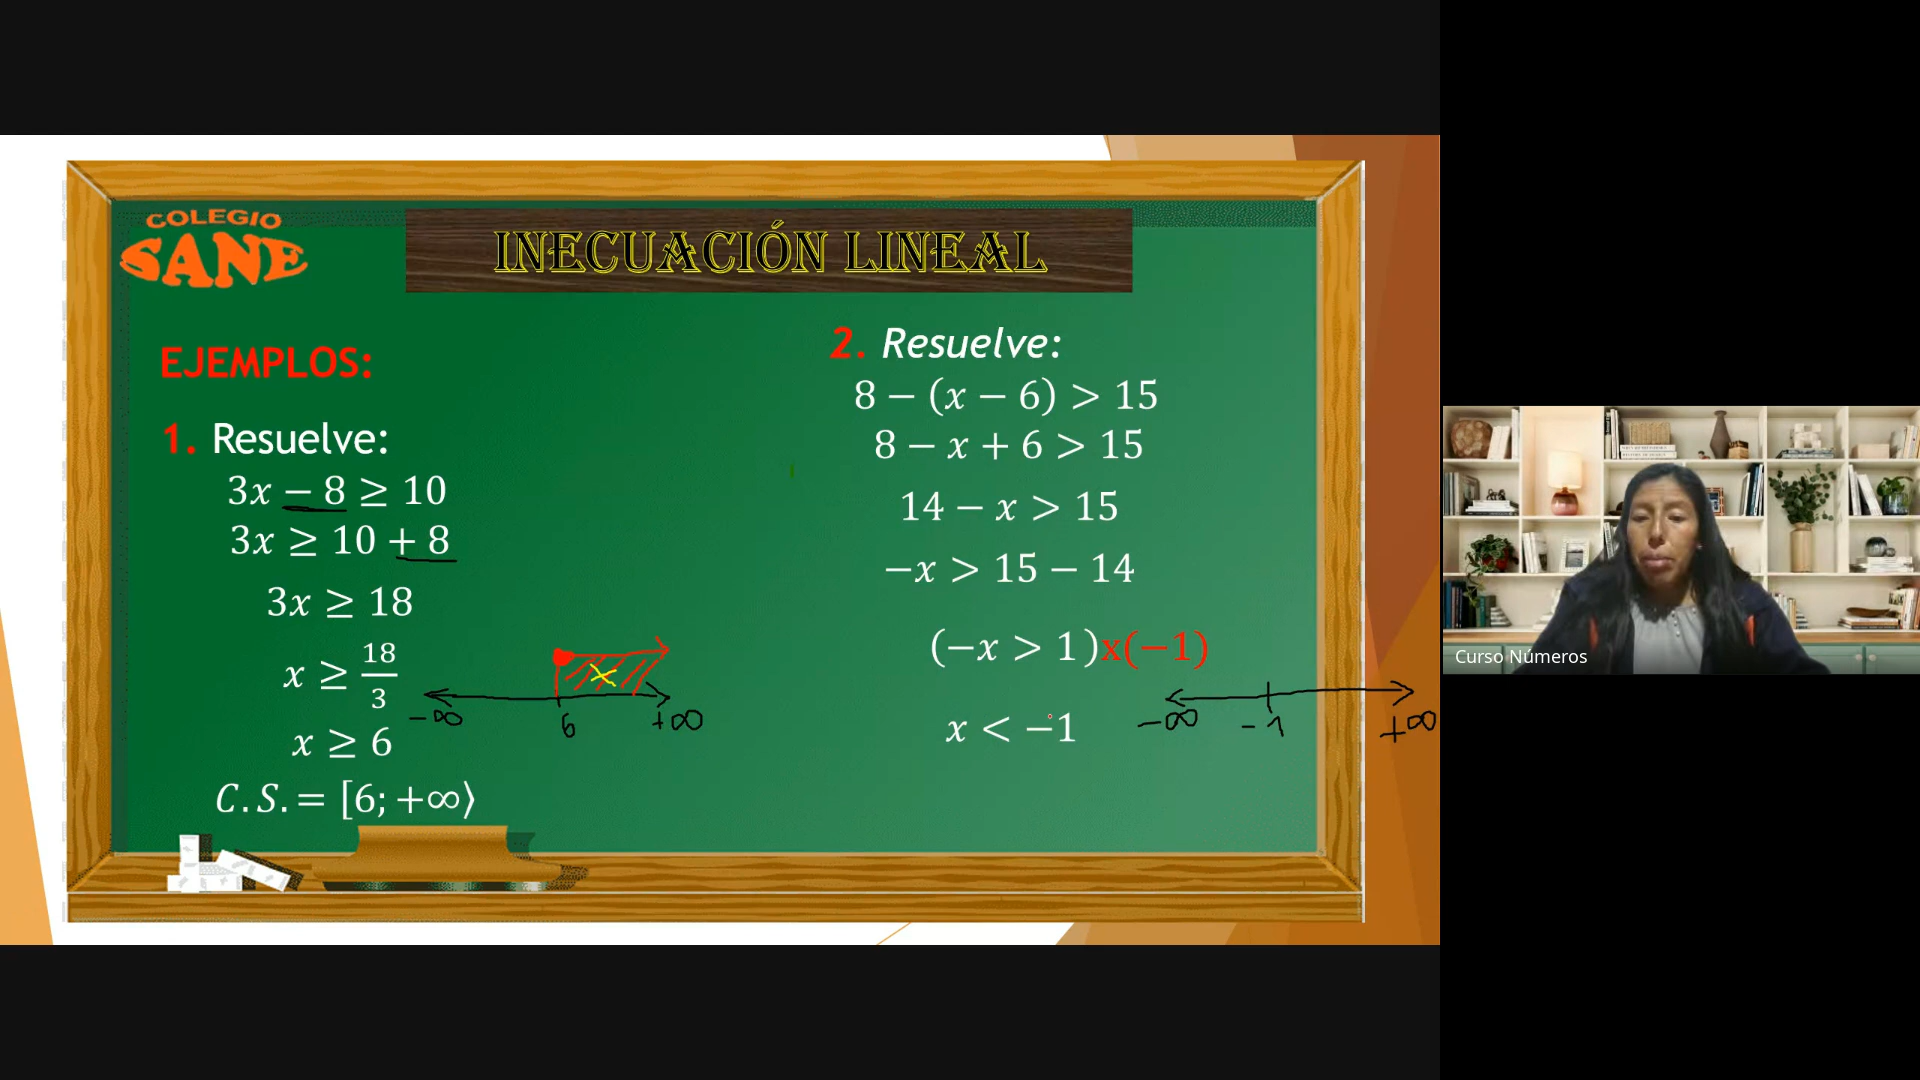 COLEGIO
SANE
INECUACIÓN LINEAL
EJEMPLOS:
1. Resuelve:
3x − 8 ≥ 10
3x ≥ 10 + 8
3x ≥ 18
x ≥ 18/3
x ≥ 6
C.S.= [6; +∞⟩
−∞ 6 +∞
2. Resuelve:
8 − (x − 6) > 15
8 − x + 6 > 15
14 − x > 15
−x > 15 − 14
(−x > 1)x(−1)
x < −1
−∞ −1 +∞
Curso Números